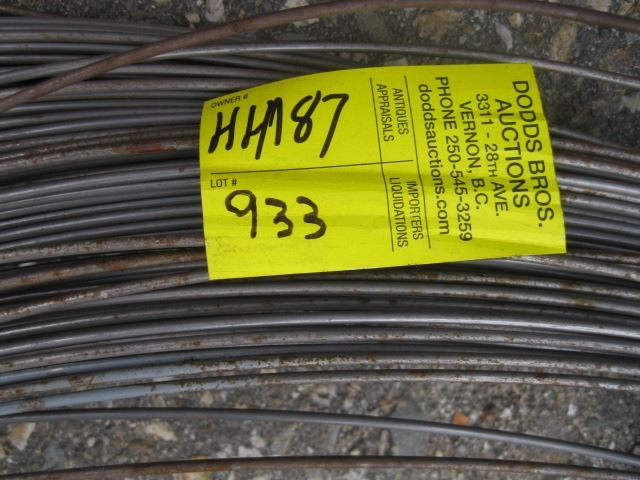 OWNER #
HH187
LOT #
933
ANTIQUES
APPRAISALS
IMPORTERS
LIQUIDATIONS
DODDS BROS.
AUCTIONS
3311 - 28TH AVE.
VERNON, B.C.
PHONE 250-545-3259
doddsauctions.com